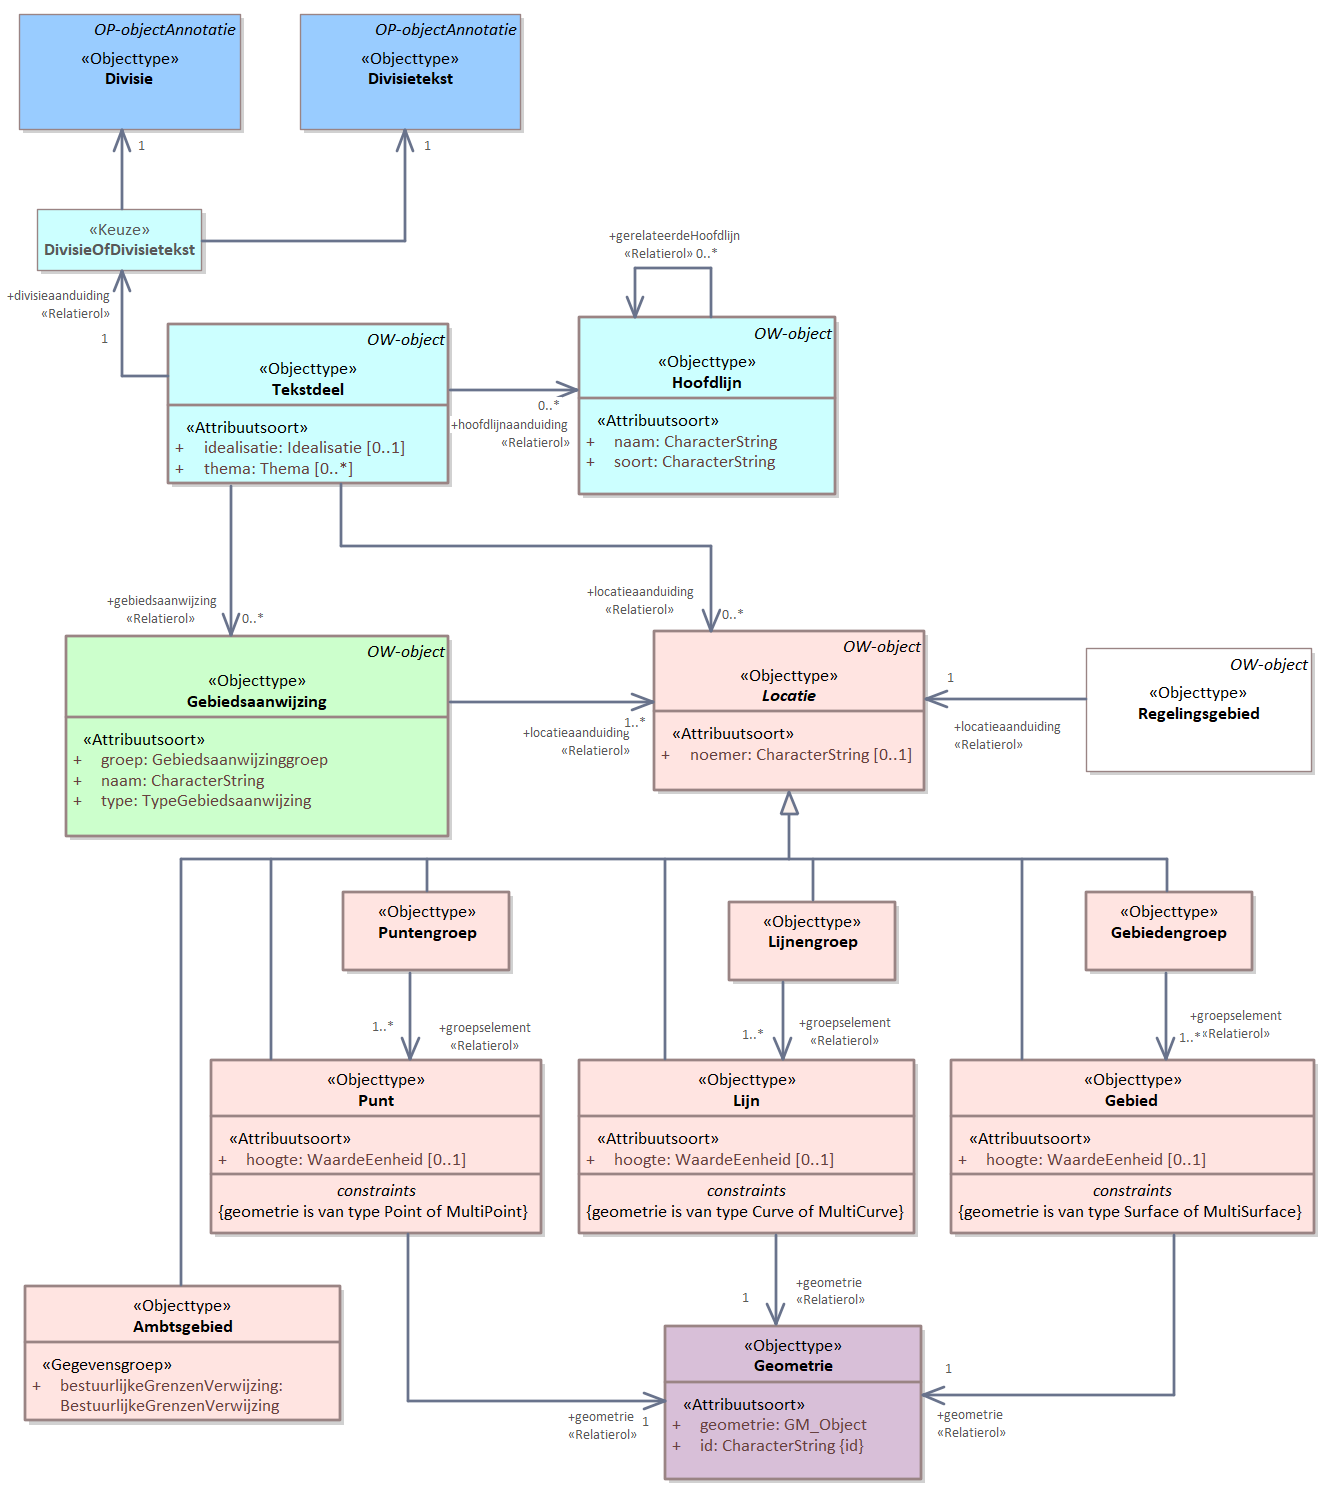 OP-objectAnnotatie
«Objecttype»
Divisie
OP-objectAnnotatie
«Objecttype»
Divisietekst
1
1
«Keuze»
DivisieOfDivisietekst
+gerelateerdeHoofdlijn
«Relatierol» 0..*
+divisieaanduiding
«Relatierol»
1
OW-object
«Objecttype»
Tekstdeel
«Attribuutsoort»
+ idealisatie: Idealisatie [0..1]
+ thema: Thema [0..*]
0..*
+hoofdlijnaanduiding
«Relatierol»
OW-object
«Objecttype»
Hoofdlijn
«Attribuutsoort»
+ naam: CharacterString
+ soort: CharacterString
+gebiedsaanwijzing
«Relatierol»
0..*
+locatieaanduiding
«Relatierol»
0..*
OW-object
«Objecttype»
Gebiedsaanwijzing
«Attribuutsoort»
+ groep: Gebiedsaanwijzinggroep
+ naam: CharacterString
+ type: TypeGebiedsaanwijzing
1..*
+locatieaanduiding
«Relatierol»
OW-object
«Objecttype»
Locatie
«Attribuutsoort»
+ noemer: CharacterString [0..1]
1
+locatieaanduiding
«Relatierol»
OW-object
«Objecttype»
Regelingsgebied
«Objecttype»
Puntengroep
«Objecttype»
Lijnengroep
«Objecttype»
Gebiedengroep
1..*
+groepselement
«Relatierol»
1..*
+groepselement
«Relatierol»
+groepselement
1..*
«Relatierol»
«Objecttype»
Punt
«Attribuutsoort»
+ hoogte: WaardeEenheid [0..1]
constraints
{geometrie is van type Point of MultiPoint}
«Objecttype»
Lijn
«Attribuutsoort»
+ hoogte: WaardeEenheid [0..1]
constraints
{geometrie is van type Curve of MultiCurve}
«Objecttype»
Gebied
«Attribuutsoort»
+ hoogte: WaardeEenheid [0..1]
constraints
{geometrie is van type Surface of MultiSurface}
«Objecttype»
Ambtsgebied
«Gegevensgroep»
+ bestuurlijkeGrenzenVerwijzing:
BestuurlijkeGrenzenVerwijzing
1
+geometrie
«Relatierol»
«Objecttype»
Geometrie
«Attribuutsoort»
+ geometrie: GM_Object
+ id: CharacterString {id}
+geometrie
«Relatierol»
1
1
+geometrie
«Relatierol»